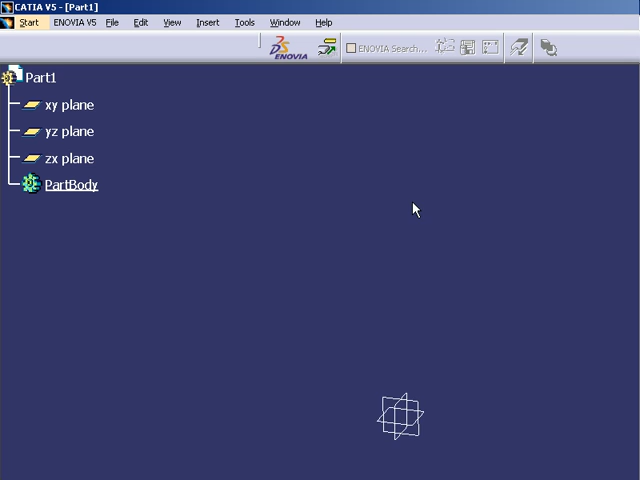 CATIA V5 - [Part1]
Start ENOVIA V5 File Edit View Insert Tools Window Help
ENOVIA ENOVIA Search...
Part1
xy plane
yz plane
zx plane
PartBody